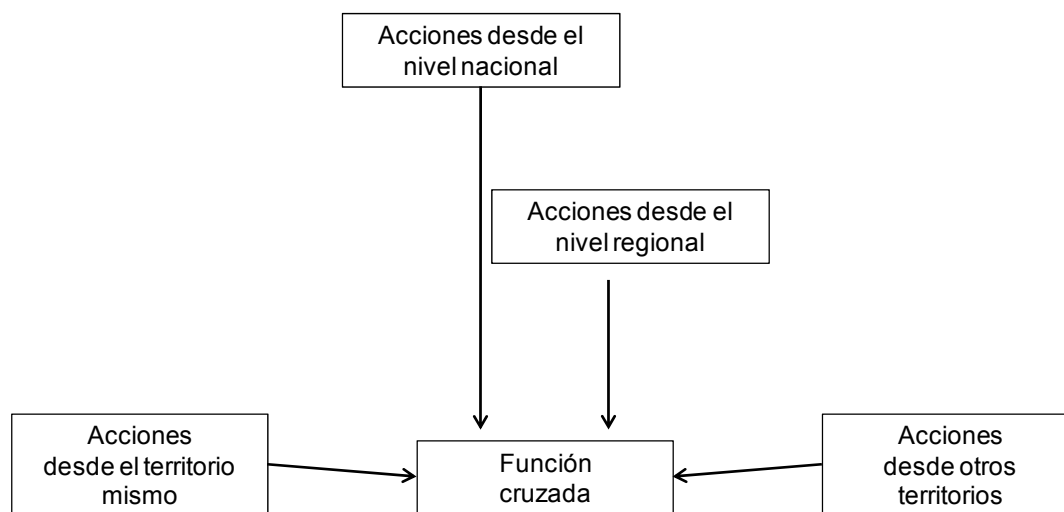 Acciones desde el
nivel nacional
Acciones desde el
nivel regional
Acciones
desde el territorio
mismo
Función
cruzada
Acciones
desde otros
territorios